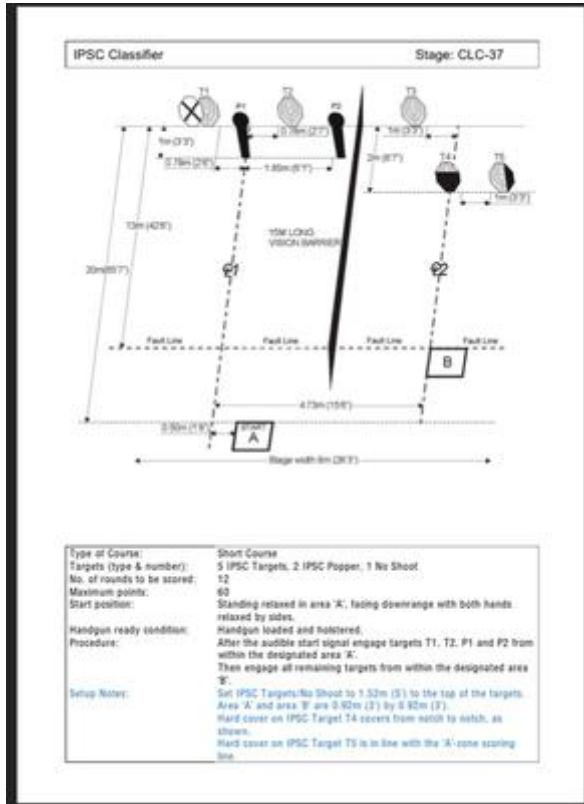 IPSC Classifier
Stage: CLC-37
T1
T2
T3
P1
P2
0.78m (2'7")
1m (3'3")
1m (3'3")
0.76m (2'6")
1.85m (6'1")
2m (6'7")
T4
T5
1m (3'3")
13m (42'8")
15M LONG
VISION BARRIER
20m (65'7")
Fault Line
Fault Line
Fault Line
Fault Line
B
4.73m (15'6")
START
A
Stage width 8m (26'3")
Type of Course: Short Course
Targets (type & number): 5 IPSC Targets, 2 IPSC Popper, 1 No Shoot
No. of rounds to be scored: 12
Maximum points: 60
Start position: Standing relaxed in area 'A', facing downrange with both hands
relaxed by sides.
Handgun ready condition: Handgun loaded and holstered.
Procedure: After the audible start signal engage targets T1, T2, P1 and P2 from
within the designated area 'A'.
Then engage all remaining targets from within the designated area
'B'.
Setup Notes: Set IPSC Targets/No Shoot to 1.52m (5') to the top of the targets.
Area 'A' and area 'B' are 0.92m (3') by 0.92m (3').
Hard cover on IPSC Target T4 covers from notch to notch, as
shown.
Hard cover on IPSC Target T5 is in line with the 'A'-zone scoring
line.